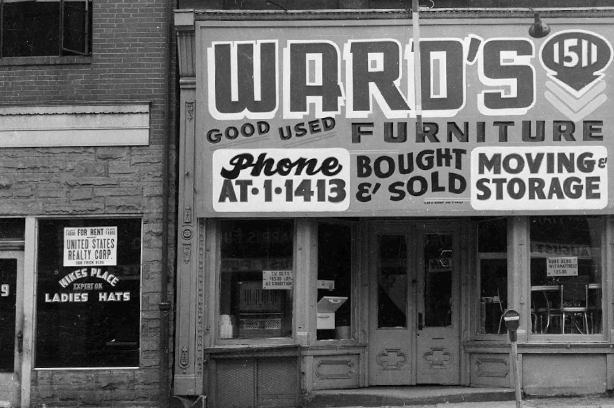 WARD'S
1511
GOOD USED FURNITURE
Phone
AT·1·1413
BOUGHT
&' SOLD
MOVING &'
STORAGE
FOR RENT
UNITED STATES
REALTY CORP.
NIKES PLACE
EXPERT ON
LADIES HATS
9